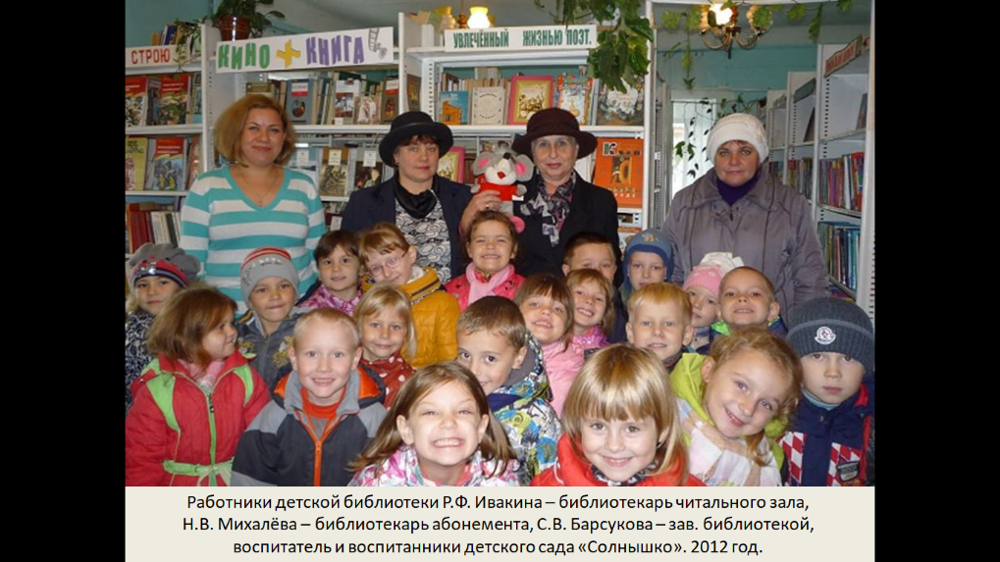 СТРОЮ
КИНО + КНИГА
УВЛЕЧЁННЫЙ ЖИЗНЬЮ ПОЭТ.
Работники детской библиотеки Р.Ф. Ивакина – библиотекарь читального зала,
Н.В. Михалёва – библиотекарь абонемента, С.В. Барсукова – зав. библиотекой,
воспитатель и воспитанники детского сада «Солнышко». 2012 год.